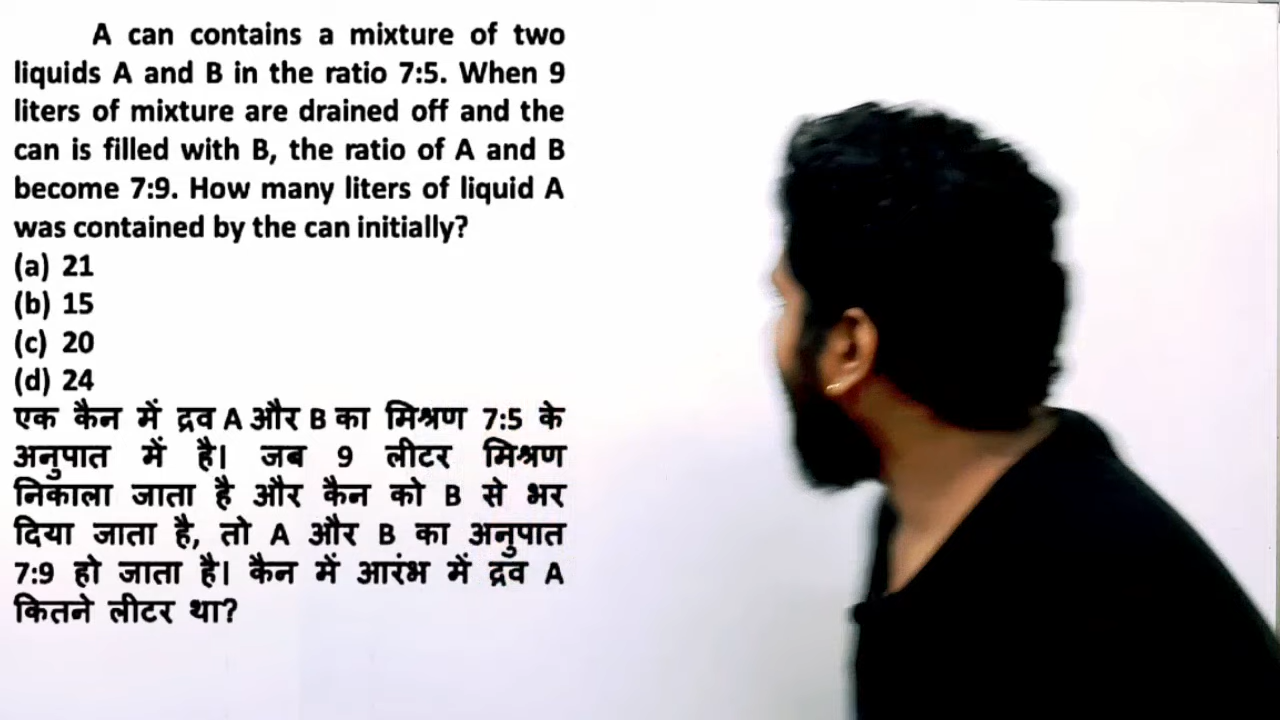 A can contains a mixture of two
liquids A and B in the ratio 7:5. When 9
liters of mixture are drained off and the
can is filled with B, the ratio of A and B
become 7:9. How many liters of liquid A
was contained by the can initially?
(a) 21
(b) 15
(c) 20
(d) 24
एक कैन में द्रव A और B का मिश्रण 7:5 के
अनुपात में है। जब 9 लीटर मिश्रण
निकाला जाता है और कैन को B से भर
दिया जाता है, तो A और B का अनुपात
7:9 हो जाता है। कैन में आरंभ में द्रव A
कितने लीटर था?